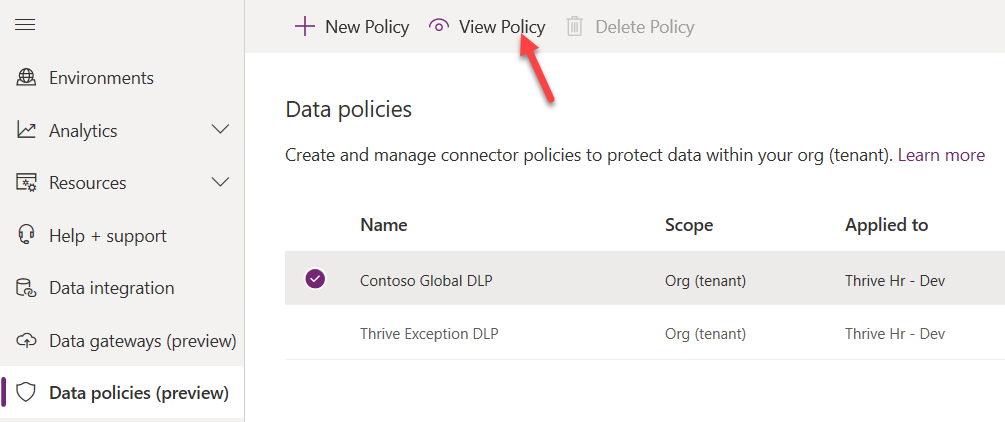 New Policy View Policy Delete Policy
Environments
Analytics
Resources
Help + support
Data integration
Data gateways (preview)
Data policies (preview)
Data policies
Create and manage connector policies to protect data within your org (tenant). Learn more
Name Scope Applied to
Contoso Global DLP Org (tenant) Thrive Hr - Dev
Thrive Exception DLP Org (tenant) Thrive Hr - Dev